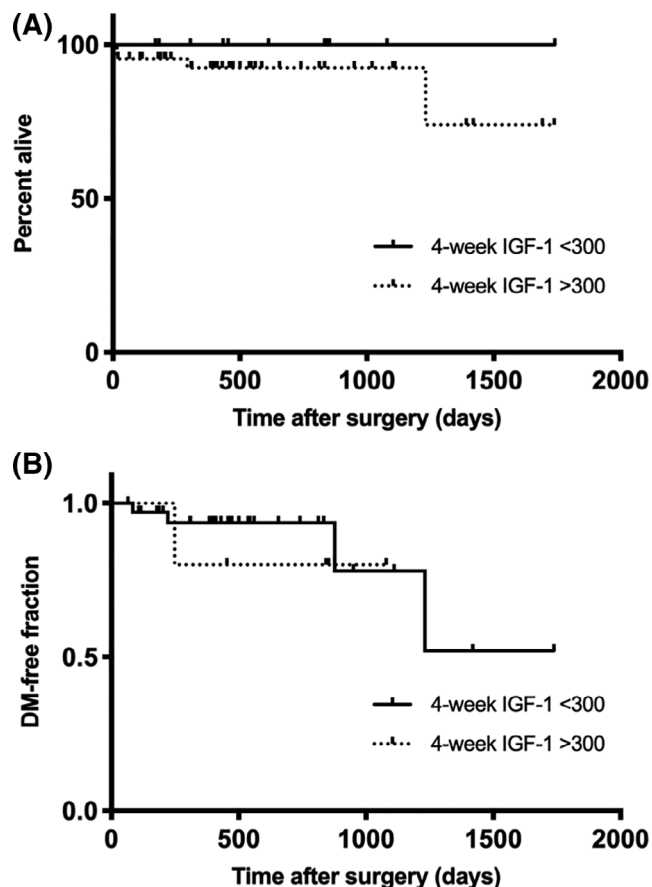 (A)
Percent alive
100
50
0
4-week IGF-1 <300
4-week IGF-1 >300
0 500 1000 1500 2000
Time after surgery (days)
(B)
DM-free fraction
1.0
0.5
0.0
4-week IGF-1 <300
4-week IGF-1 >300
0 500 1000 1500 2000
Time after surgery (days)